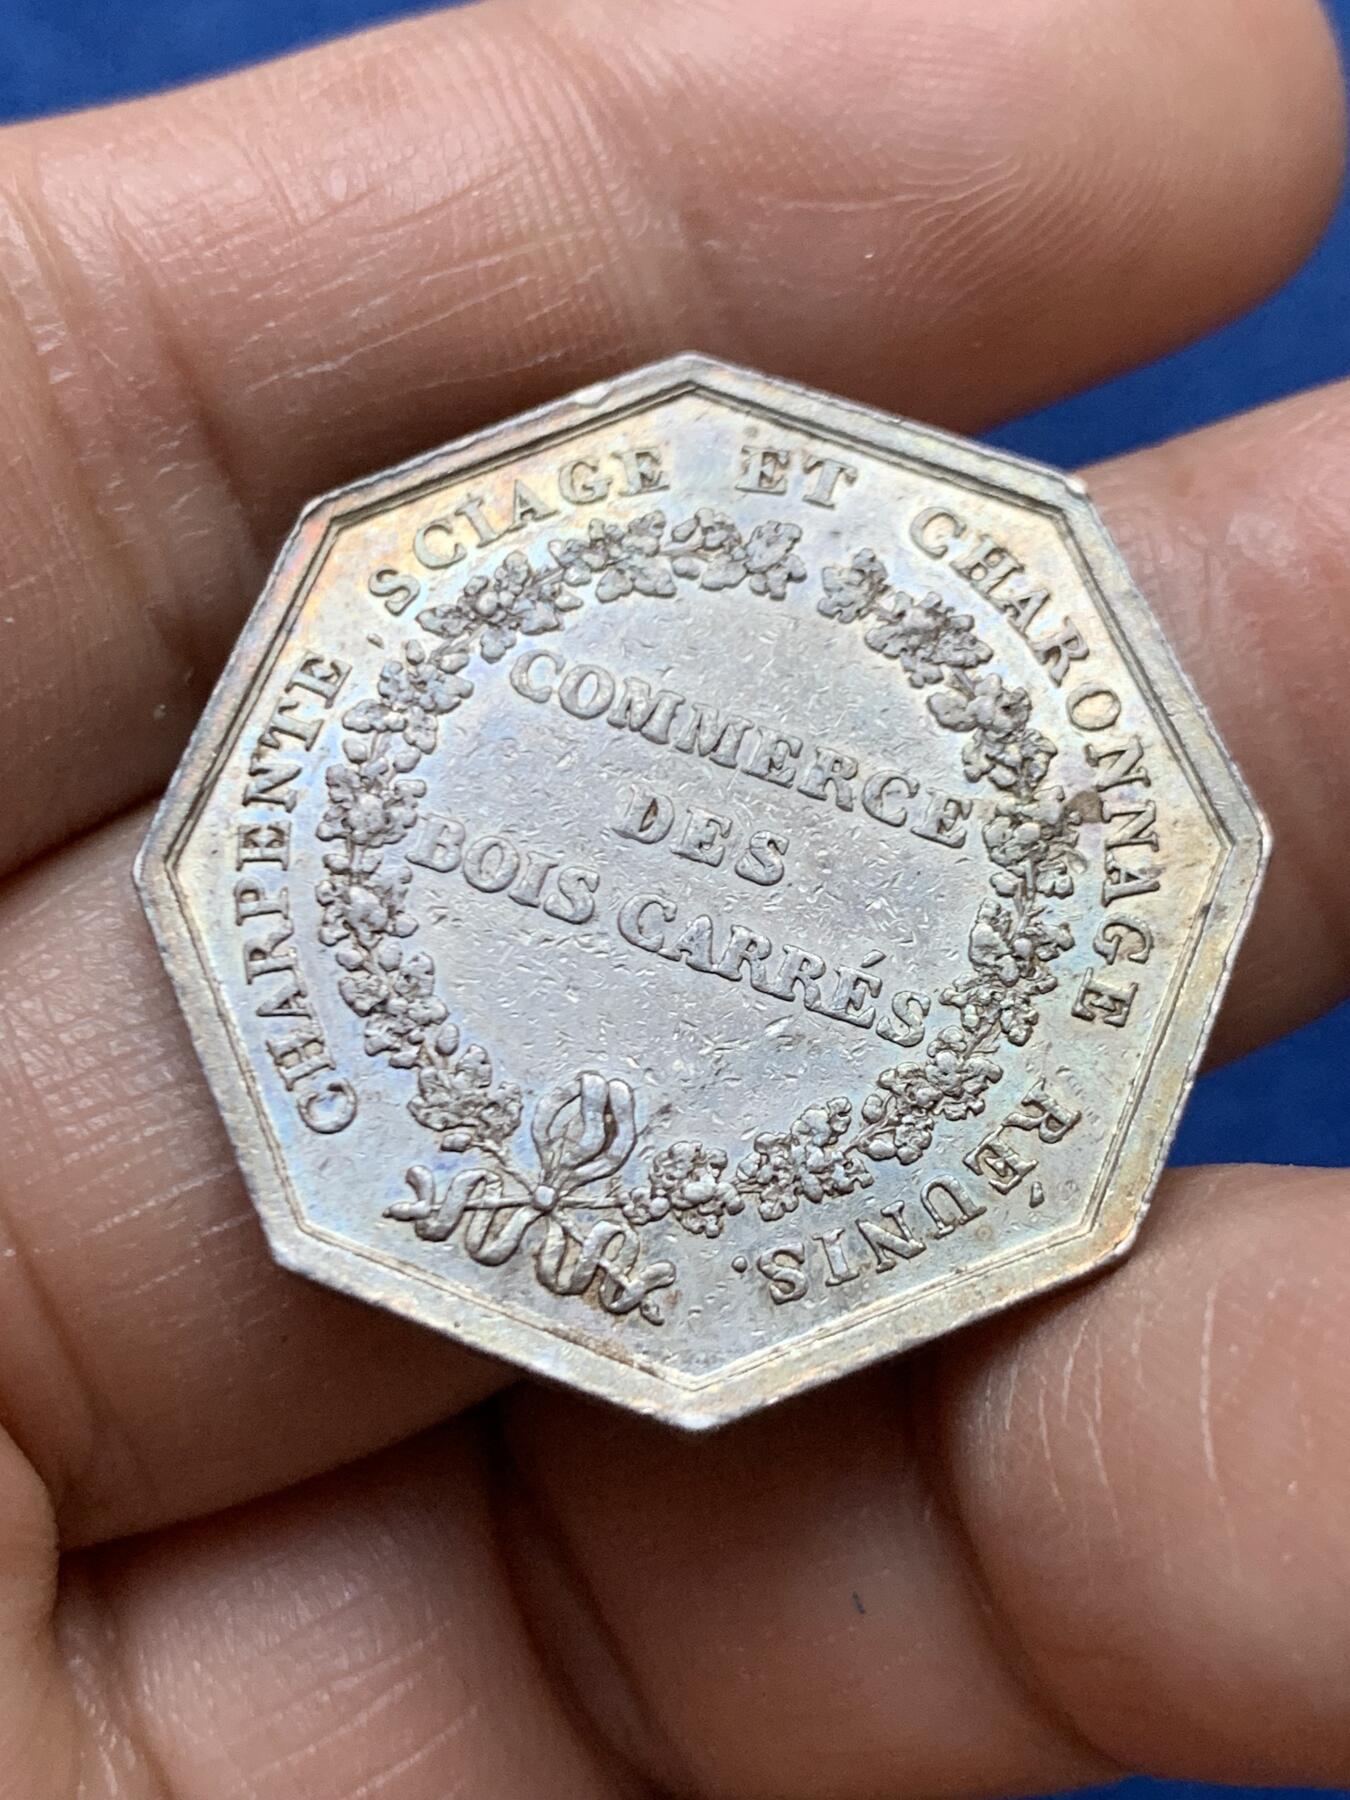 CHARPENTE, SCIAGE ET CHARONNAGE RÉUNIS.
COMMERCE
DES
BOIS CARRÉS